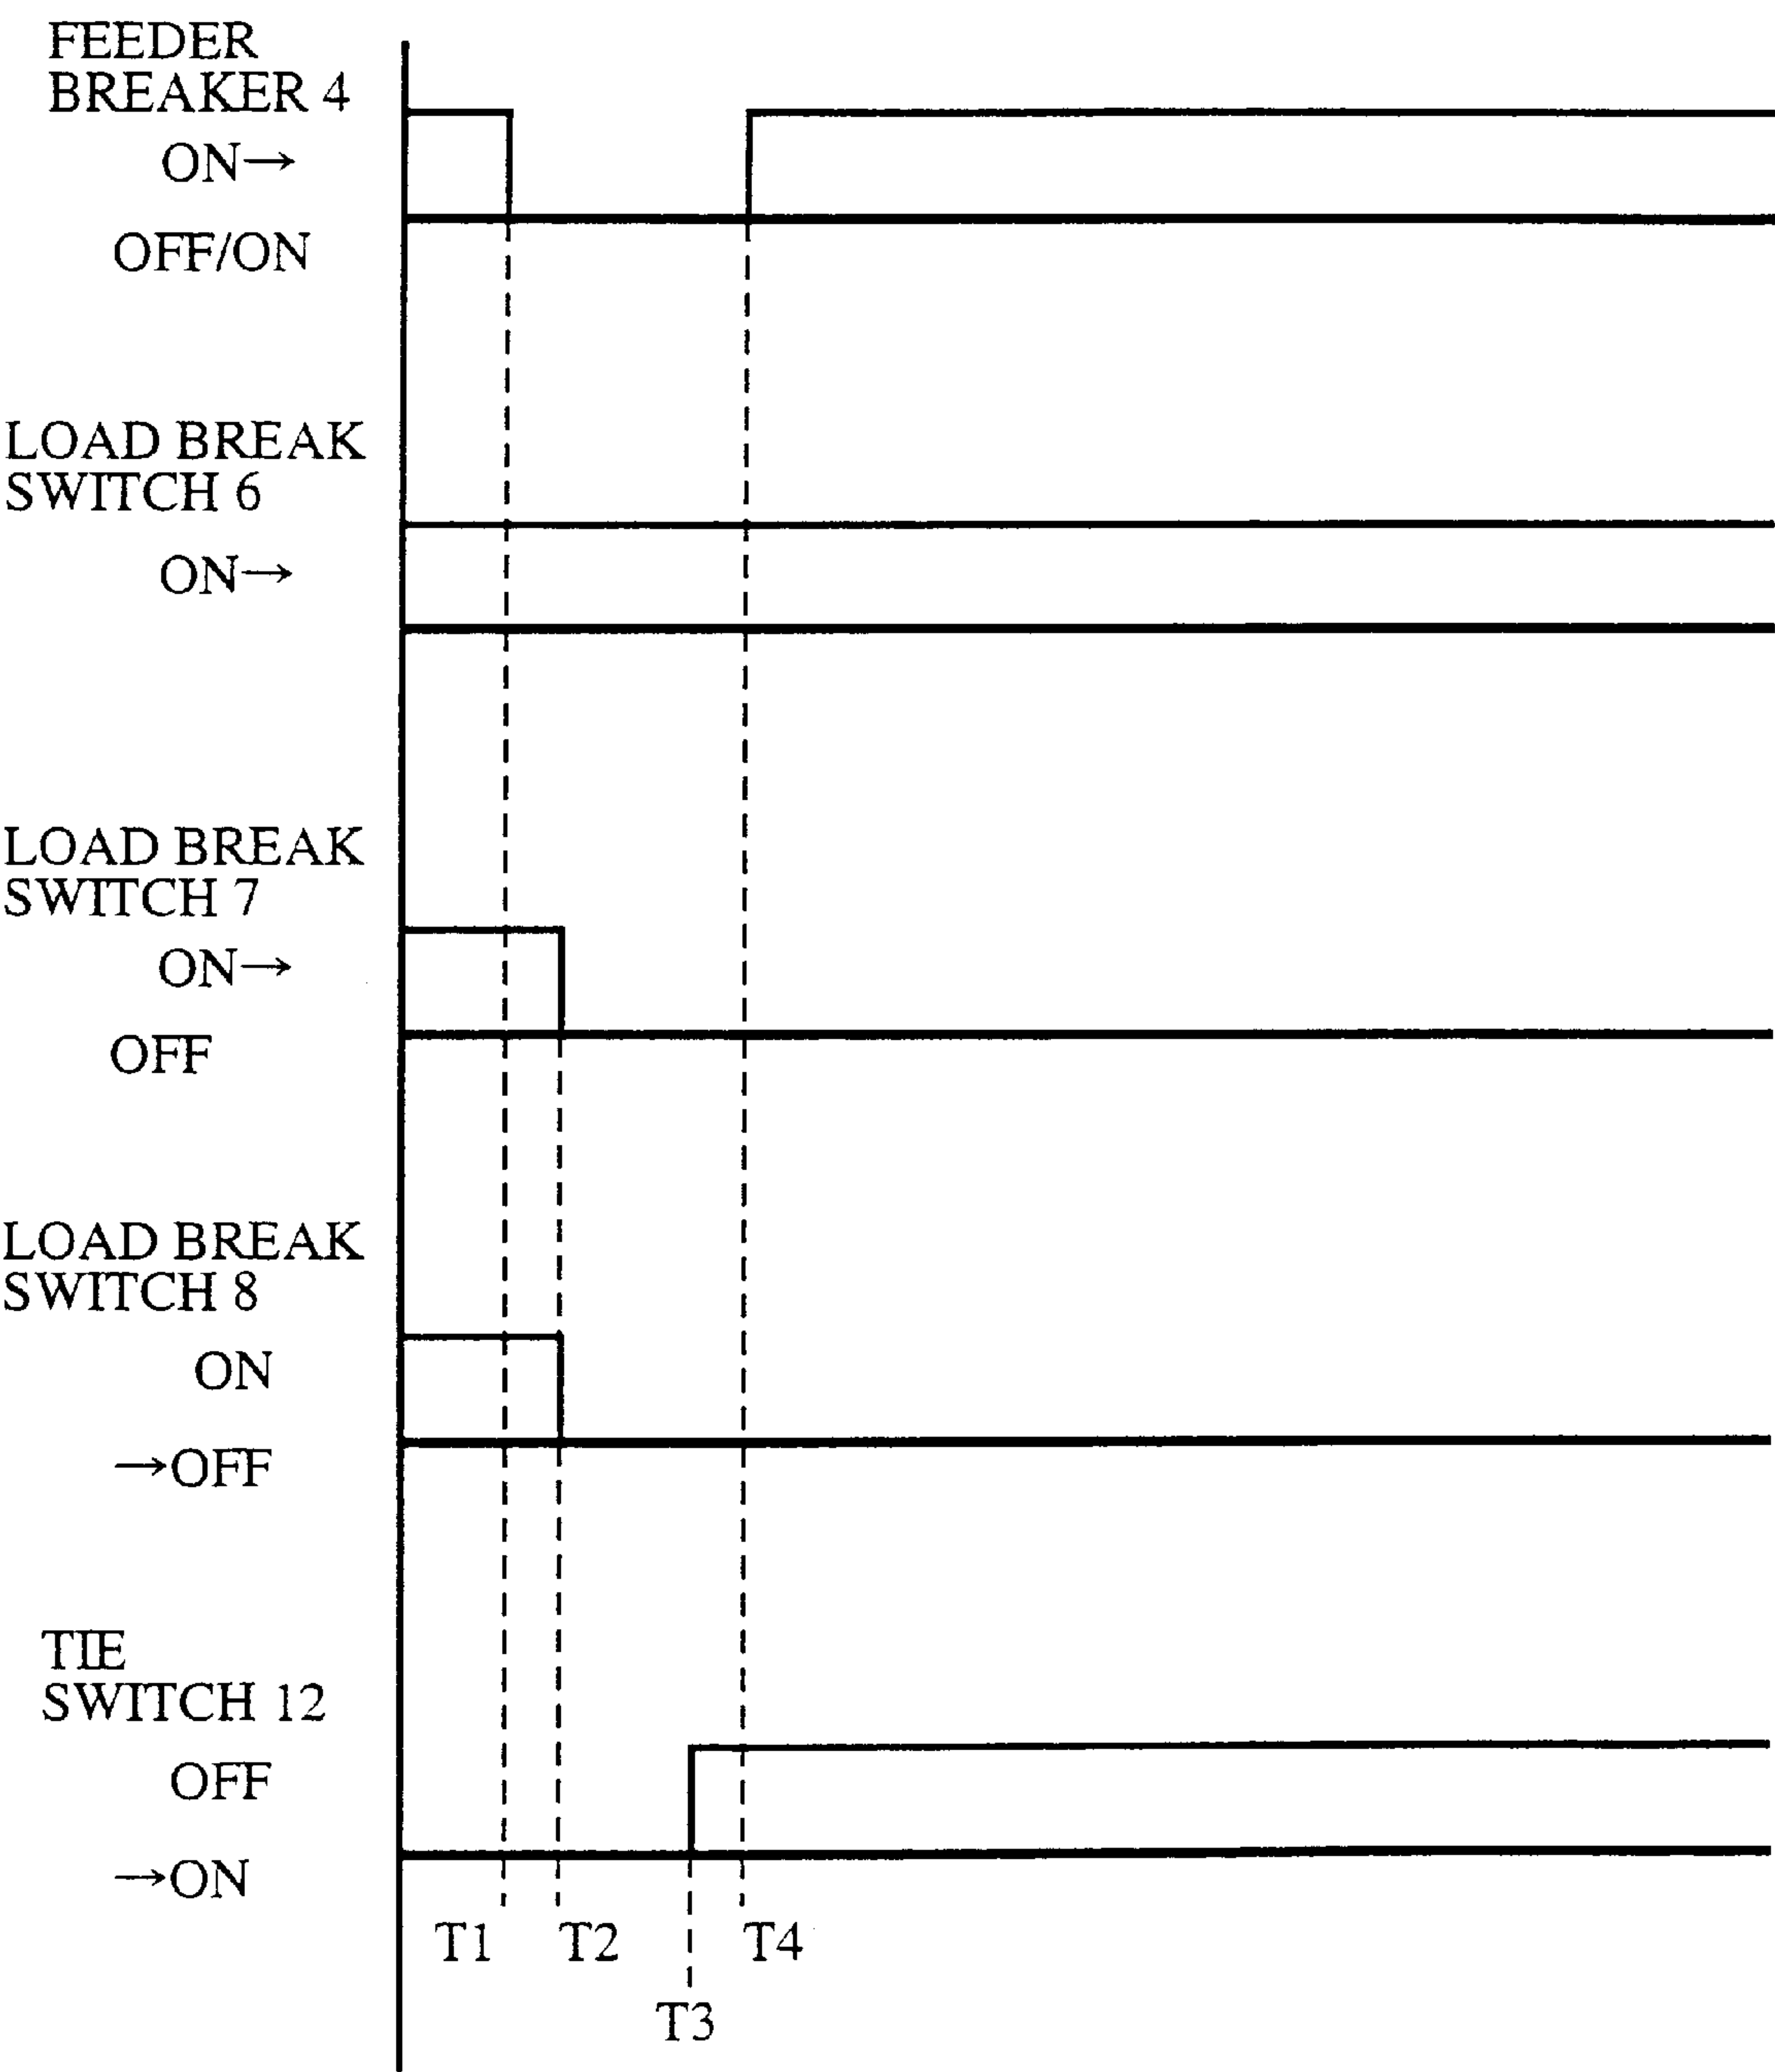 FEEDER
BREAKER 4
ON→
OFF/ON
LOAD BREAK
SWITCH 6
ON→
LOAD BREAK
SWITCH 7
ON→
OFF
LOAD BREAK
SWITCH 8
ON
→OFF
TIE
SWITCH 12
OFF
→ON
T1 T2 T4
T3